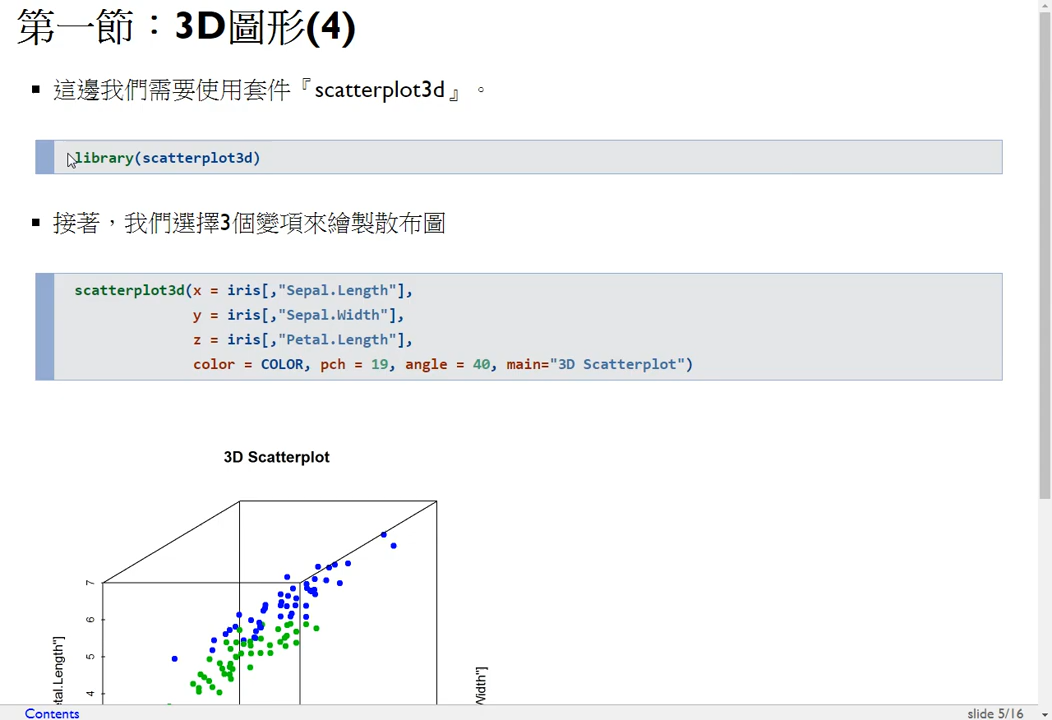 第一節：3D圖形(4)
這邊我們需要使用套件『scatterplot3d』。
library(scatterplot3d)
接著，我們選擇3個變項來繪製散布圖
scatterplot3d(x = iris[,"Sepal.Length"],
y = iris[,"Sepal.Width"],
z = iris[,"Petal.Length"],
color = COLOR, pch = 19, angle = 40, main="3D Scatterplot")
3D Scatterplot
7
6
5
4
tal.Length"]
Width"]
Contents
slide 5/16